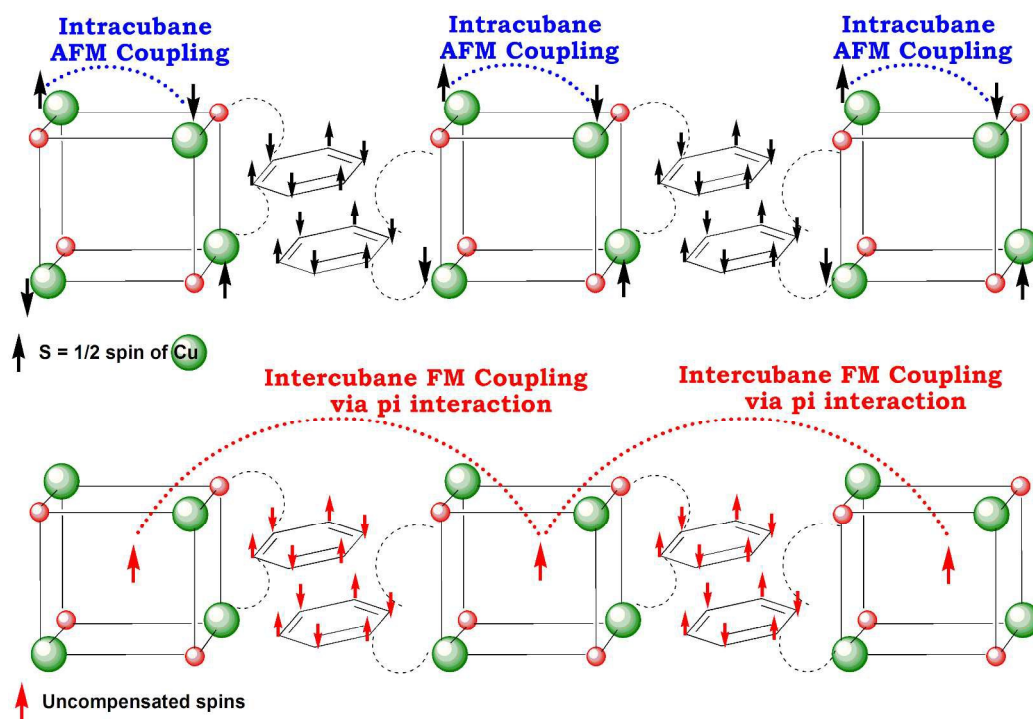 Intracubane
AFM Coupling
Intracubane
AFM Coupling
Intracubane
AFM Coupling
S = 1/2 spin of Cu
Intercubane FM Coupling
via pi interaction
Intercubane FM Coupling
via pi interaction
Uncompensated spins